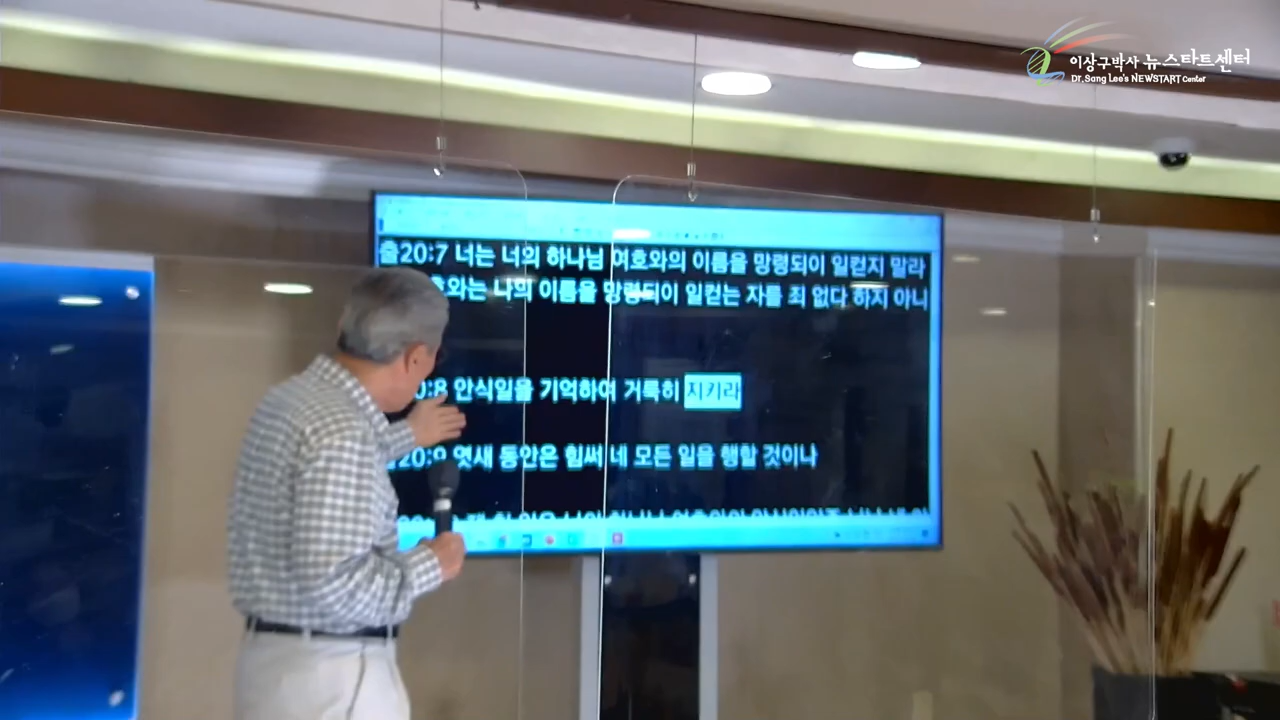 이상구박사 뉴스타트센터
Dr. Sang Lee's NEWSTART Center
출20:7 너는 너의 하나님 여호와의 이름을 망령되이 일컫지 말라
호와는 나의 이름을 망령되이 일컫는 자를 죄 없다 하지 아니
0:8 안식일을 기억하여 거룩히 지키라
20:9 엿새 동안은 힘써 네 모든 일을 행할 것이나